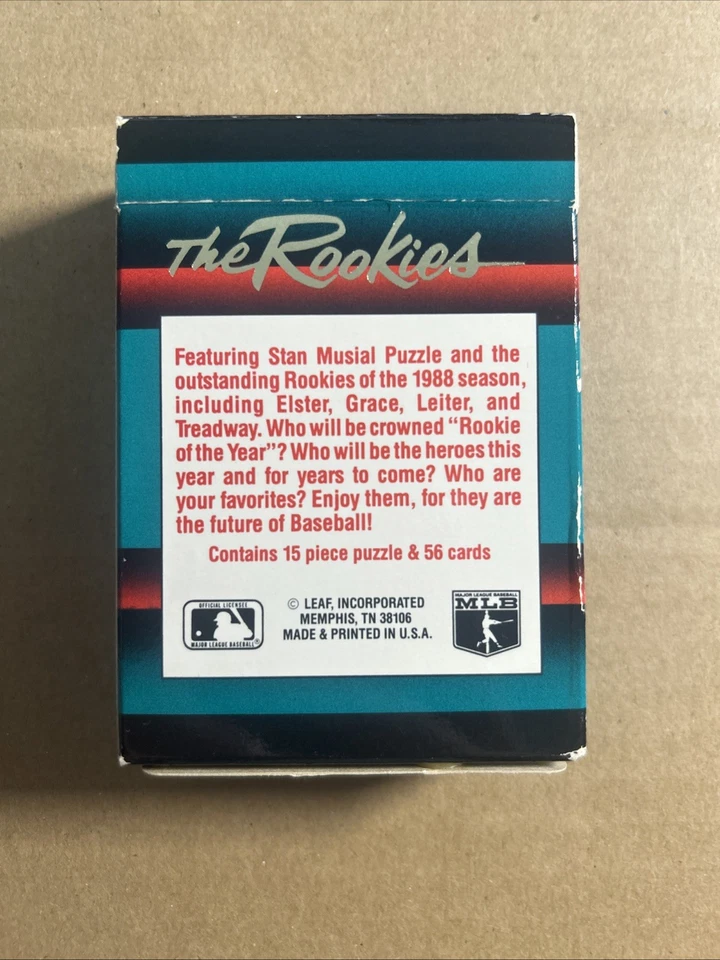 The Rookies
Featuring Stan Musial Puzzle and the
outstanding Rookies of the 1988 season,
including Elster, Grace, Leiter, and
Treadway. Who will be crowned “Rookie
of the Year”? Who will be the heroes this
year and for years to come? Who are
your favorites? Enjoy them, for they are
the future of Baseball!
Contains 15 piece puzzle & 56 cards
OFFICIAL LICENSEE
MAJOR LEAGUE BASEBALL®
© LEAF, INCORPORATED
MEMPHIS, TN 38106
MADE & PRINTED IN U.S.A.
MAJOR LEAGUE BASEBALL
MLB